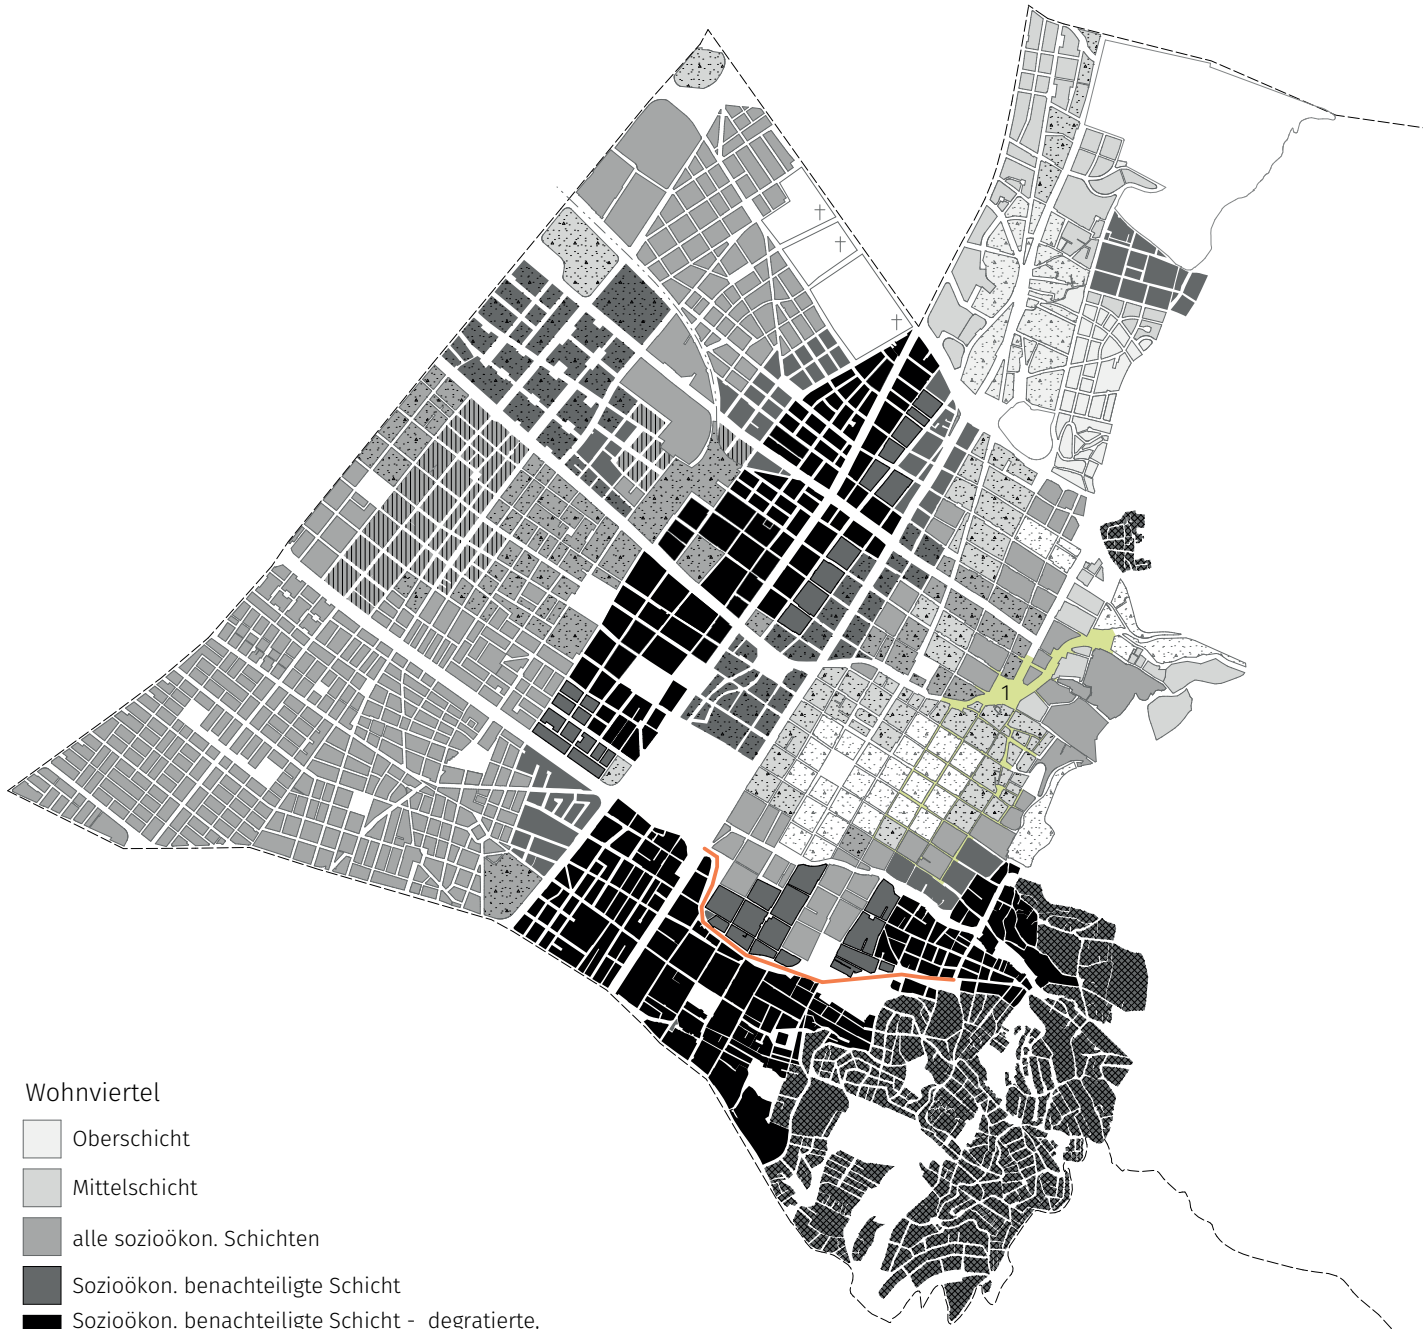 1
Wohnviertel
Oberschicht
Mittelschicht
alle sozioökon. Schichten
Sozioökon. benachteiligte Schicht
Sozioökon. benachteiligte Schicht - degratierte,